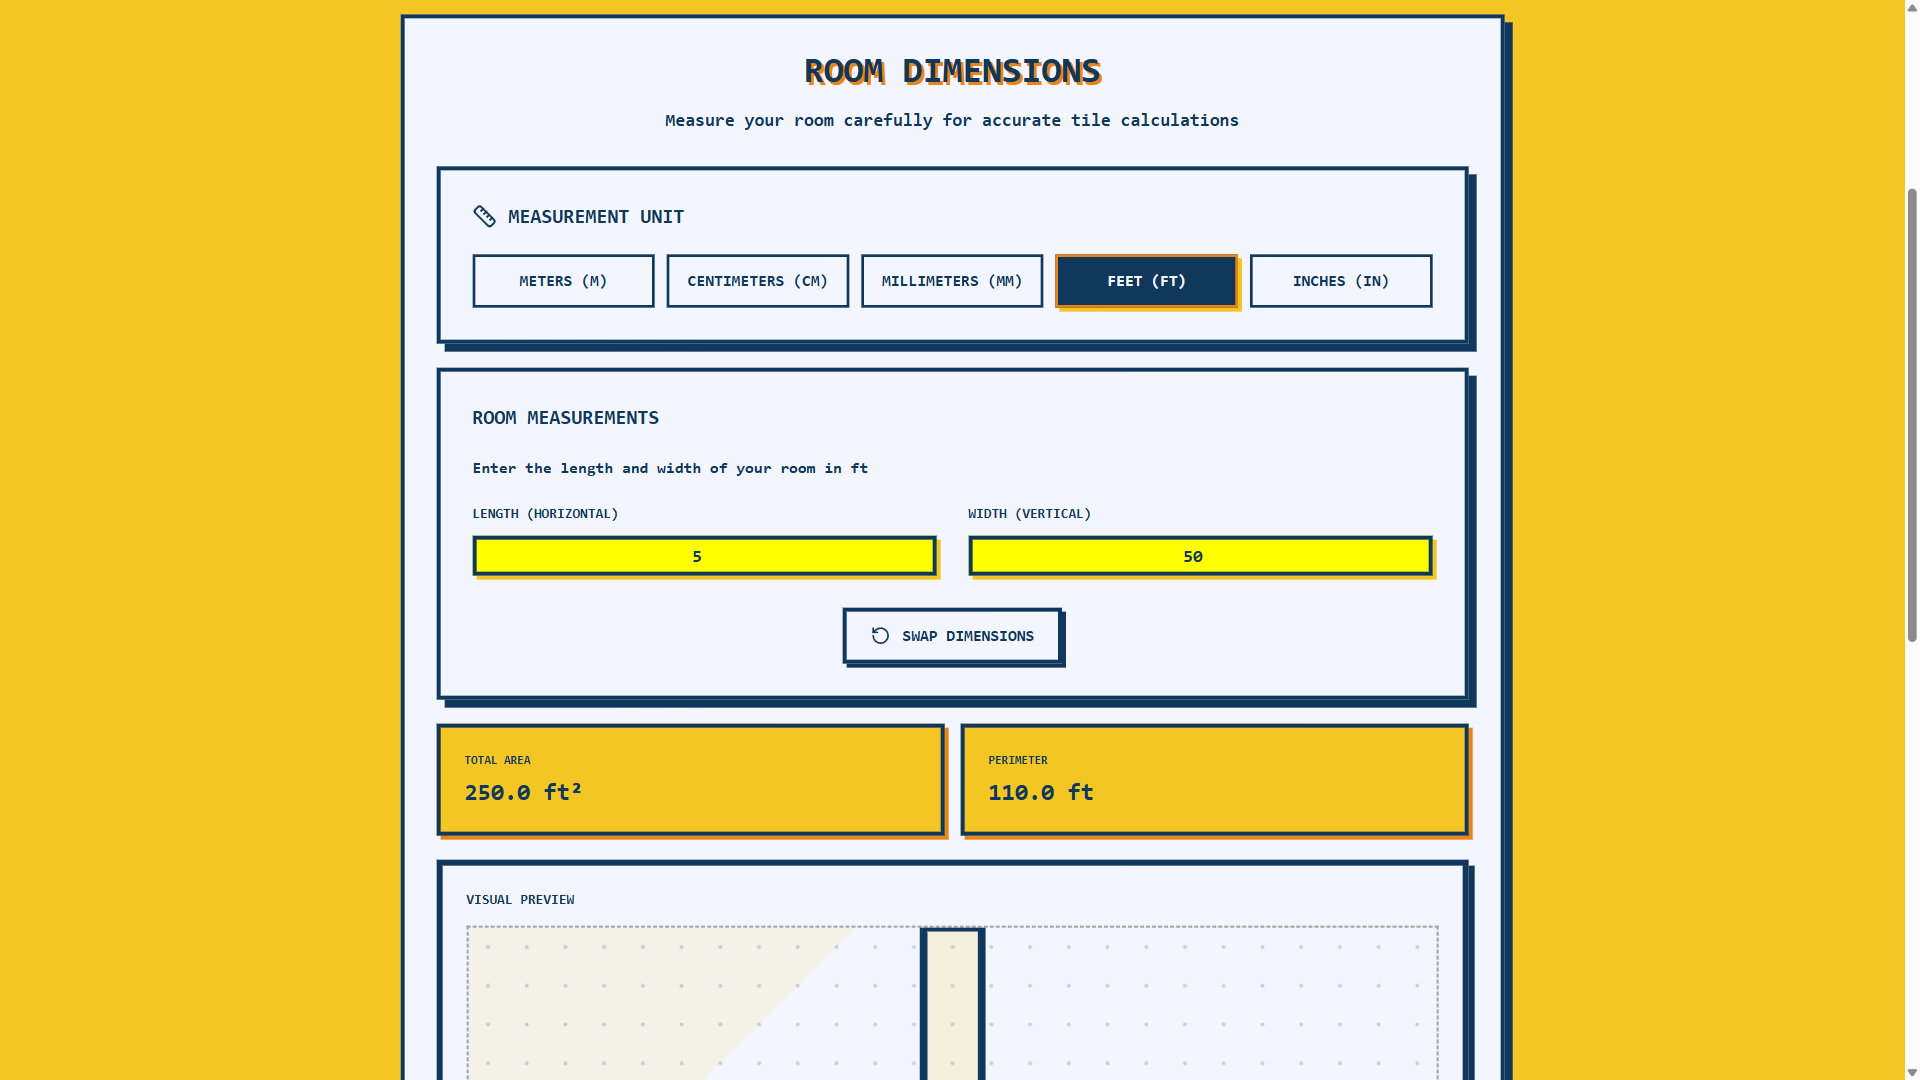 ROOM DIMENSIONS
Measure your room carefully for accurate tile calculations
MEASUREMENT UNIT
METERS (M)
CENTIMETERS (CM)
MILLIMETERS (MM)
FEET (FT)
INCHES (IN)
ROOM MEASUREMENTS
Enter the length and width of your room in ft
LENGTH (HORIZONTAL)
WIDTH (VERTICAL)
5
50
SWAP DIMENSIONS
TOTAL AREA
250.0 ft²
PERIMETER
110.0 ft
VISUAL PREVIEW